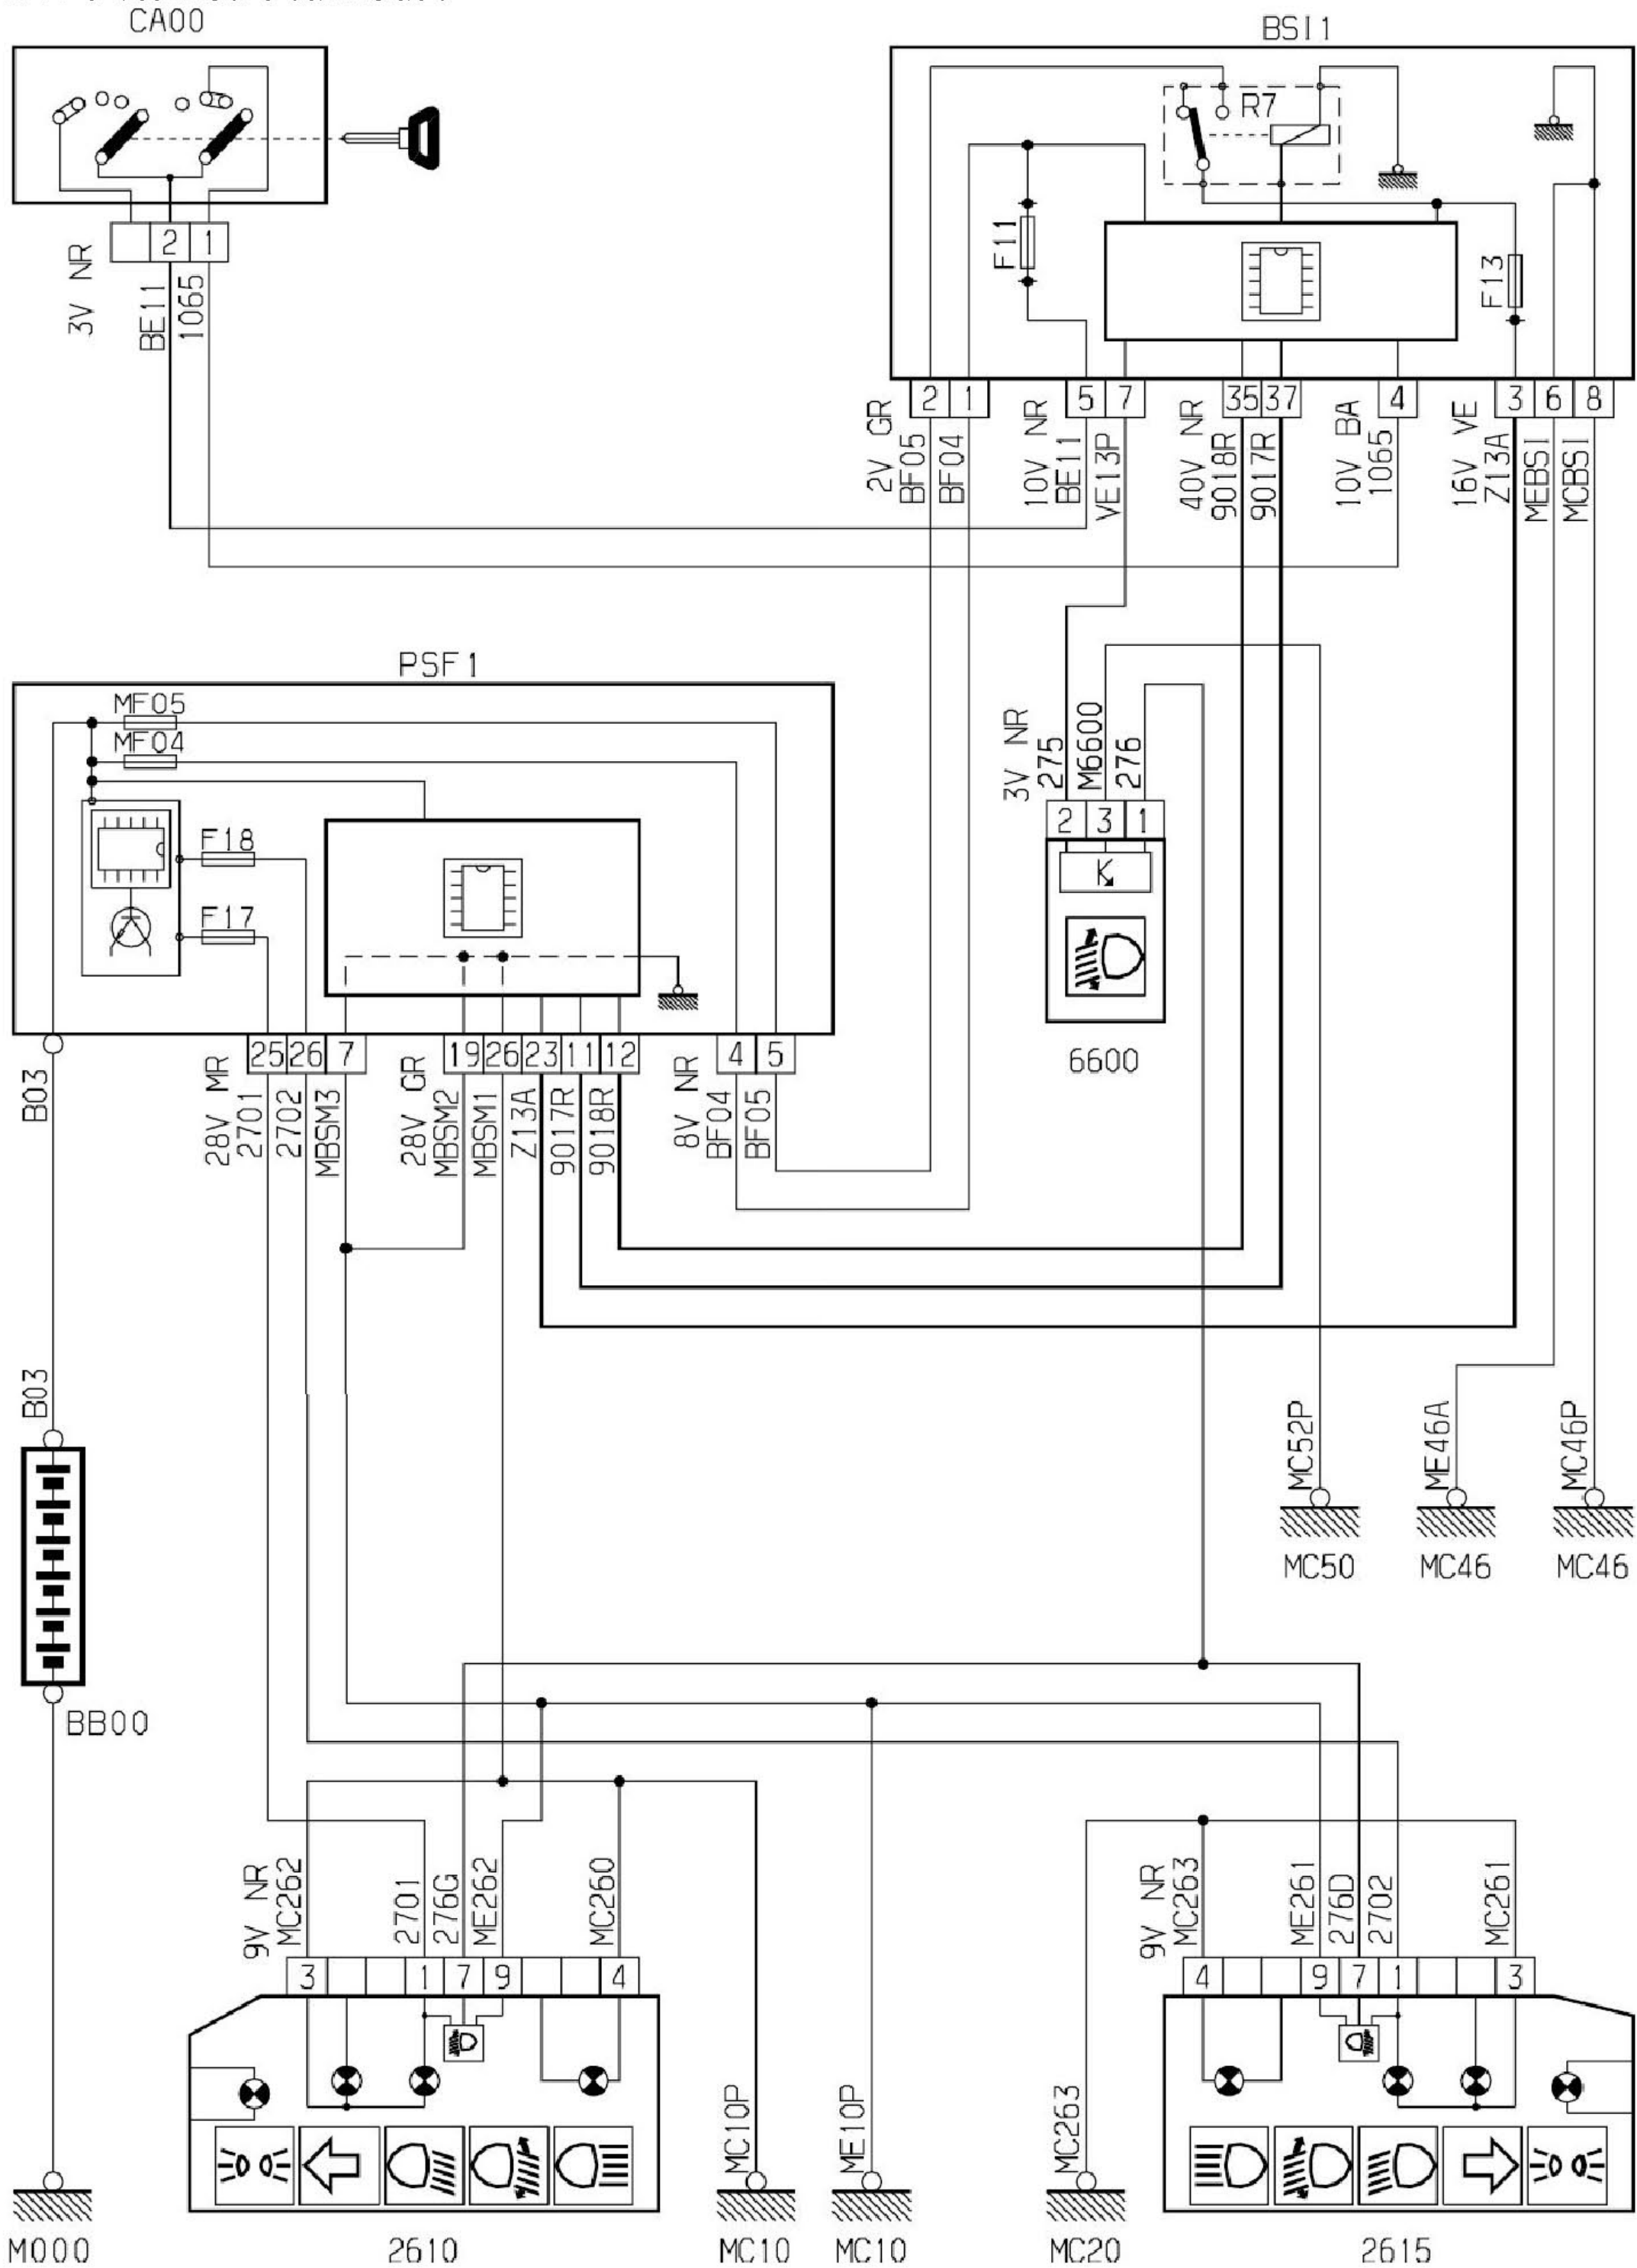 CA00
BSI1
R7
F11
F13
2 1
3V NR
BE11
1065
2 1 5 7 35 37 4 3 6 8
2V GR
BF05
BF04
10V NR
BE11
VE13P
40V NR
9018R
9017R
10V BA
1065
16V VE
Z13A
MEBSI
MCBSI
PSF1
MF05
MF04
F18
F17
3V NR
275
M6600
276
2 3 1
K
6600
25 26 7 19 26 23 11 12 4 5
B03
28V MR
2701
2702
MBSM3
28V GR
MBSM2
MBSM1
Z13A
9017R
9018R
8V NR
BF04
BF05
B03
BB00
MC52P
ME46A
MC46P
MC50
MC46
MC46
9V NR
MC262
2701
276G
ME262
MC260
9V NR
MC263
ME261
276D
2702
MC261
3 1 7 9 4
4 9 7 1 3
MC10P
ME10P
MC263
M000
2610
MC10
MC10
MC20
2615